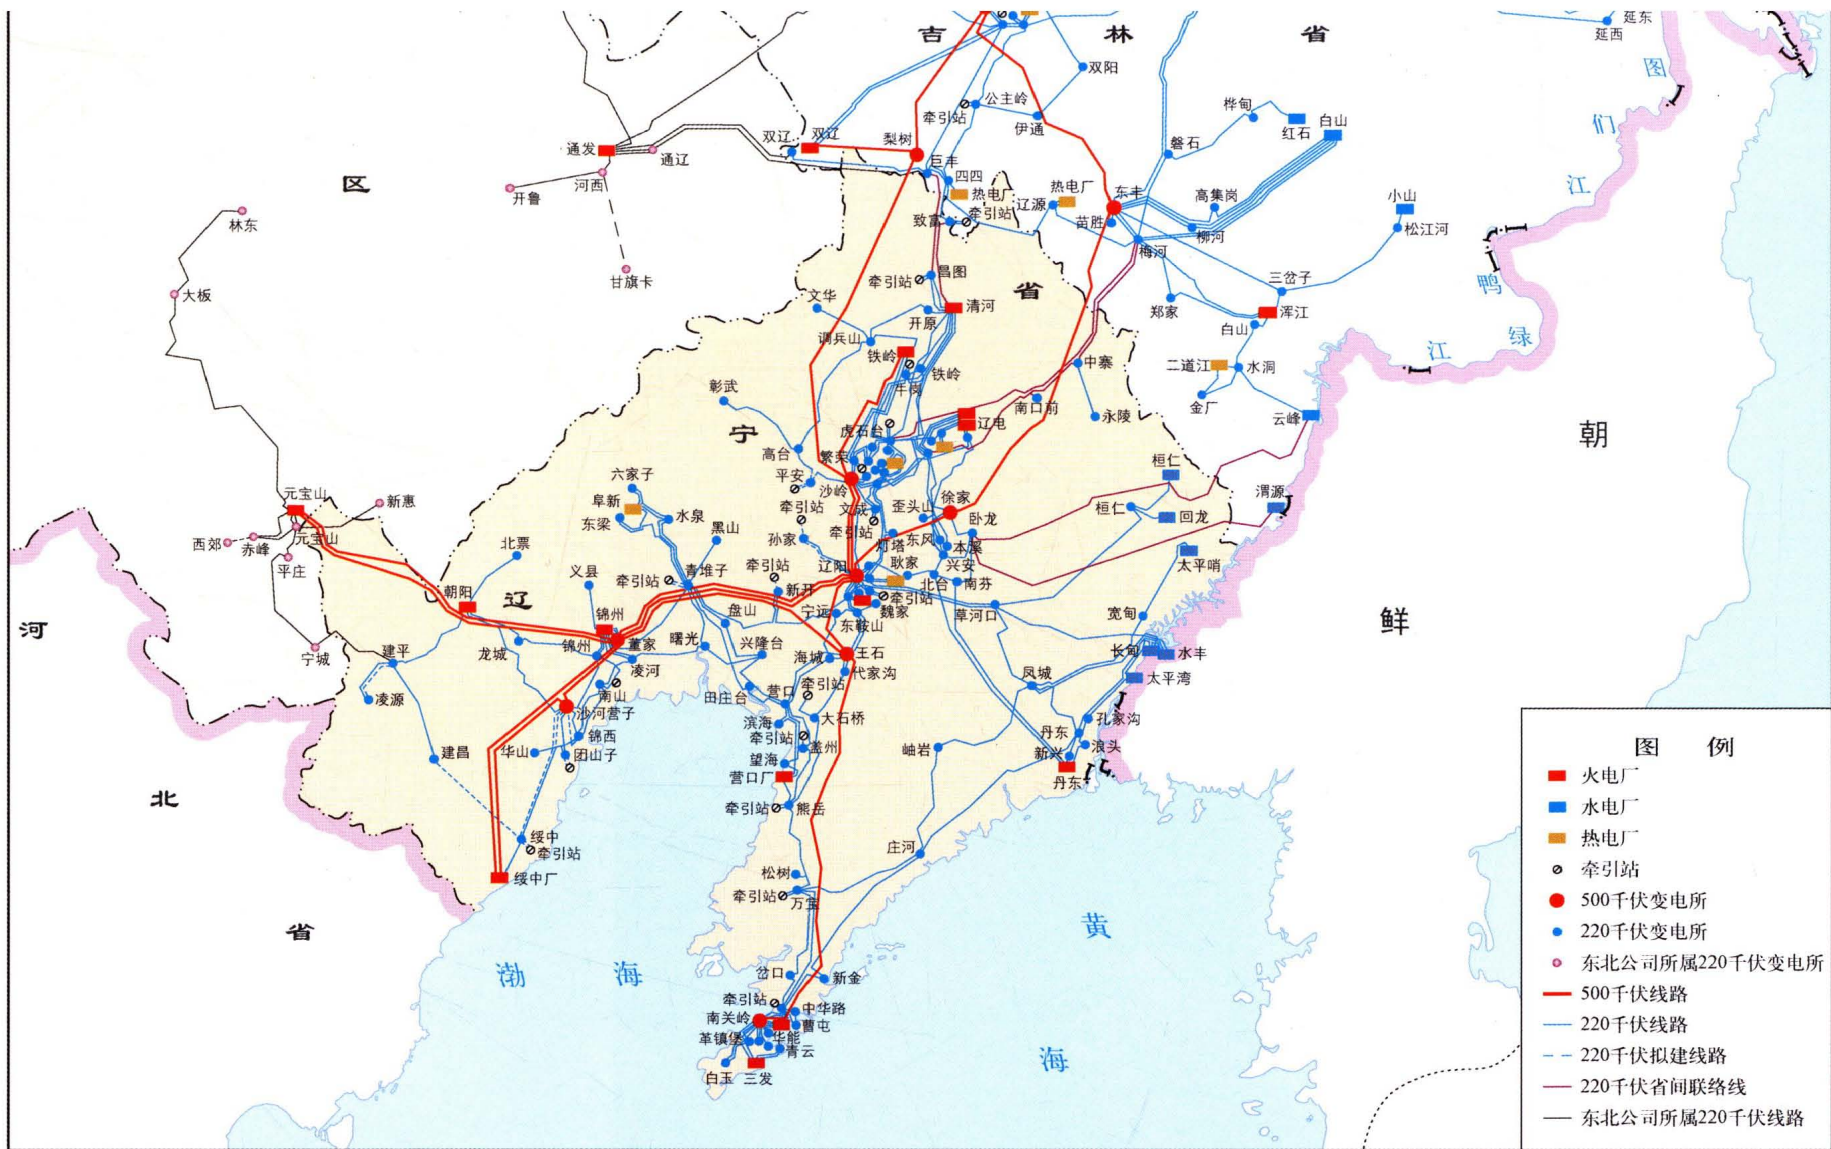 吉 林 省
延东
延西
图
们
江
鸭
绿
江
双阳
公主岭
牵引站
伊通
桦甸
红石
白山
磐石
双辽
双辽
梨树
通发
通辽
河西
开鲁
甘旗卡
区
林东
大板
巨丰
四四
热电厂
牵引站
致富
热电厂
辽源
东丰
苗胜
高集岗
柳河
梅河
小山
松江河
三岔子
郑家
浑江
白山
二道江
水洞
金厂
云峰
省
昌图
牵引站
清河
开原
文华
调兵山
铁岭
铁岭
牛岗
中寨
永陵
南口前
彰武
宁
虎石台
辽电
繁荣
高台
平安
沙岭
牵引站
孙家
文成
牵引站
歪头山
徐家
卧龙
灯塔
东风
本溪
桓仁
桓仁
回龙
渭源
太平哨
朝
鲜
六家子
阜新
东梁
水泉
黑山
元宝山
元宝山
新惠
西郊
赤峰
平庄
宁城
北票
义县
牵引站
青堆子
牵引站
新开
辽阳
耿家
兴安
北台
南芬
牵引站
魏家
宁远
东鞍山
草河口
宽甸
长甸
水丰
太平湾
朝阳
辽
锦州
锦州
董家
凌河
龙城
建平
凌源
建昌
盘山
曙光
兴隆台
海城
王石
代家沟
牵引站
田庄台
营口
大石桥
滨海
牵引站
盖州
望海
营口厂
牵引站
熊岳
凤城
岫岩
孔家沟
丹东
浪头
新兴
丹东
南山
沙河营子
锦西
华山
团山子
绥中
牵引站
绥中厂
河
北
省
庄河
松树
牵引站
万宝
岔口
新金
牵引站
中华路
南关岭
曹屯
革镇堡
华能
青云
白玉
三发
渤 海
黄
海
图 例
火电厂
水电厂
热电厂
牵引站
500千伏变电所
220千伏变电所
东北公司所属220千伏变电所
500千伏线路
220千伏线路
220千伏拟建线路
220千伏省间联络线
东北公司所属220千伏线路